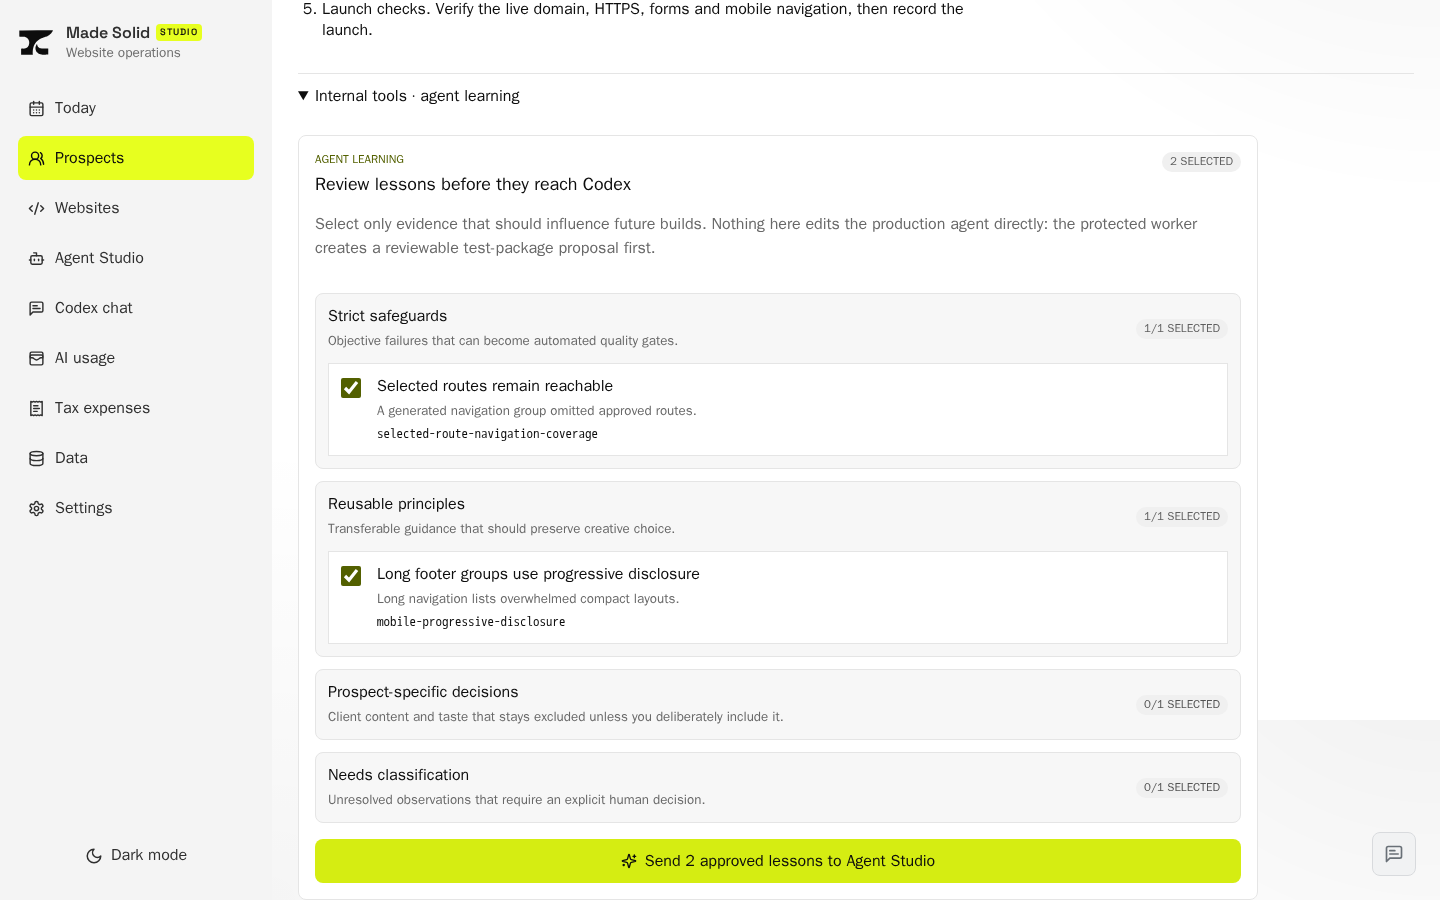 Made Solid STUDIO
Website operations
Today
Prospects
Websites
Agent Studio
Codex chat
AI usage
Tax expenses
Data
Settings
Dark mode
5. Launch checks. Verify the live domain, HTTPS, forms and mobile navigation, then record the
launch.
Internal tools · agent learning
AGENT LEARNING
2 SELECTED
Review lessons before they reach Codex
Select only evidence that should influence future builds. Nothing here edits the production agent directly: the protected worker
creates a reviewable test-package proposal first.
Strict safeguards
Objective failures that can become automated quality gates.
1/1 SELECTED
Selected routes remain reachable
A generated navigation group omitted approved routes.
selected-route-navigation-coverage
Reusable principles
Transferable guidance that should preserve creative choice.
1/1 SELECTED
Long footer groups use progressive disclosure
Long navigation lists overwhelmed compact layouts.
mobile-progressive-disclosure
Prospect-specific decisions
Client content and taste that stays excluded unless you deliberately include it.
0/1 SELECTED
Needs classification
Unresolved observations that require an explicit human decision.
0/1 SELECTED
Send 2 approved lessons to Agent Studio